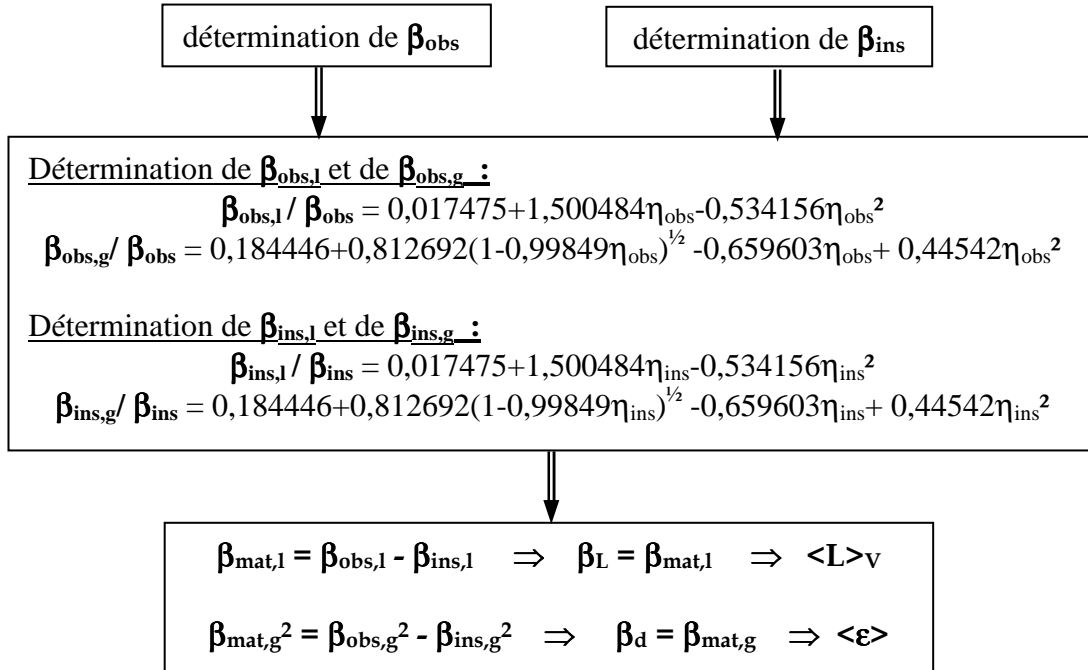 détermination de βobs
détermination de βins
Détermination de βobs,l et de βobs,g :
βobs,l / βobs = 0,017475+1,500484ηobs-0,534156ηobs²
βobs,g/ βobs = 0,184446+0,812692(1-0,99849ηobs)½ -0,659603ηobs+ 0,44542ηobs²
Détermination de βins,l et de βins,g :
βins,l / βins = 0,017475+1,500484ηins-0,534156ηins²
βins,g/ βins = 0,184446+0,812692(1-0,99849ηins)½ -0,659603ηins+ 0,44542ηins²
βmat,l = βobs,l - βins,l ⇒ βL = βmat,l ⇒ <L>V
βmat,g² = βobs,g² - βins,g² ⇒ βd = βmat,g ⇒ <ε>